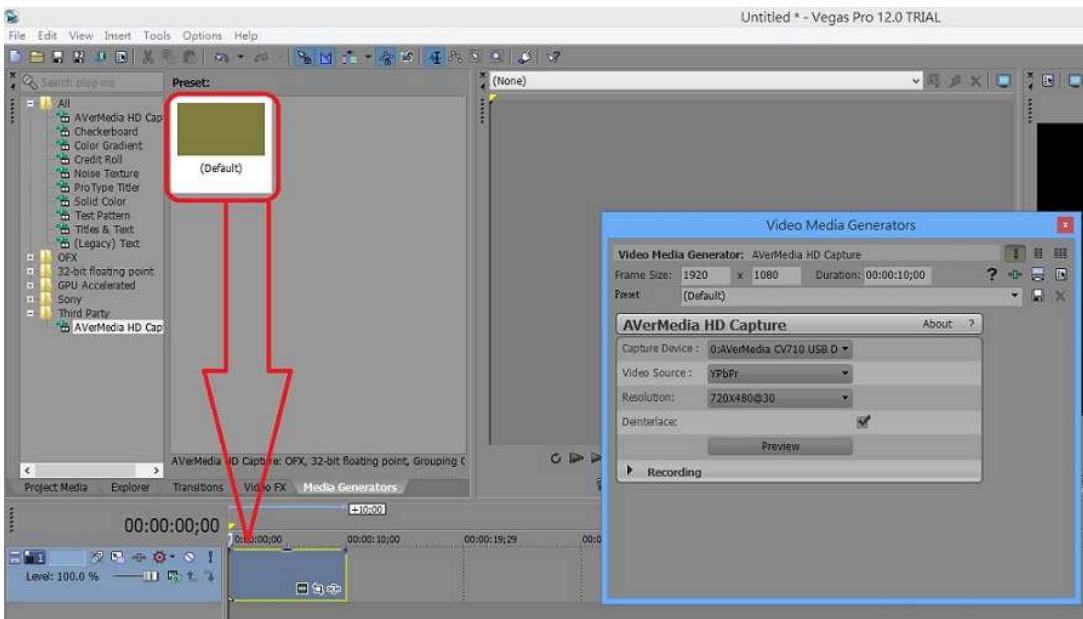 Untitled * - Vegas Pro 12.0 TRIAL
File Edit View Insert Tools Options Help
Search plug-ins
Preset:
(None)
All
AVerMedia HD Cap
Checkerboard
Color Gradient
Credit Roll
Noise Texture
ProType Titler
Solid Color
Test Pattern
Titles & Text
(Legacy) Text
OFX
32-bit floating point
GPU Accelerated
Sony
Third Party
AVerMedia HD Cap
(Default)
AVerMedia HD Capture: OFX, 32-bit floating point, Grouping
Project Media Explorer Transitions Video FX Media Generators
Video Media Generators
Video Media Generator: AVerMedia HD Capture
Frame Size: 1920 x 1080 Duration: 00:00:10;00
Preset: (Default)
AVerMedia HD Capture About ?
Capture Device : 0:AVerMedia CV710 USB D
Video Source : YPbPr
Resolution: 720X480@30
Deinterlace:
Preview
Recording
+10:00
00:00:00;00
0:00:00;00 00:00:10;00 00:00:19;29 00:0
Level: 100.0 %